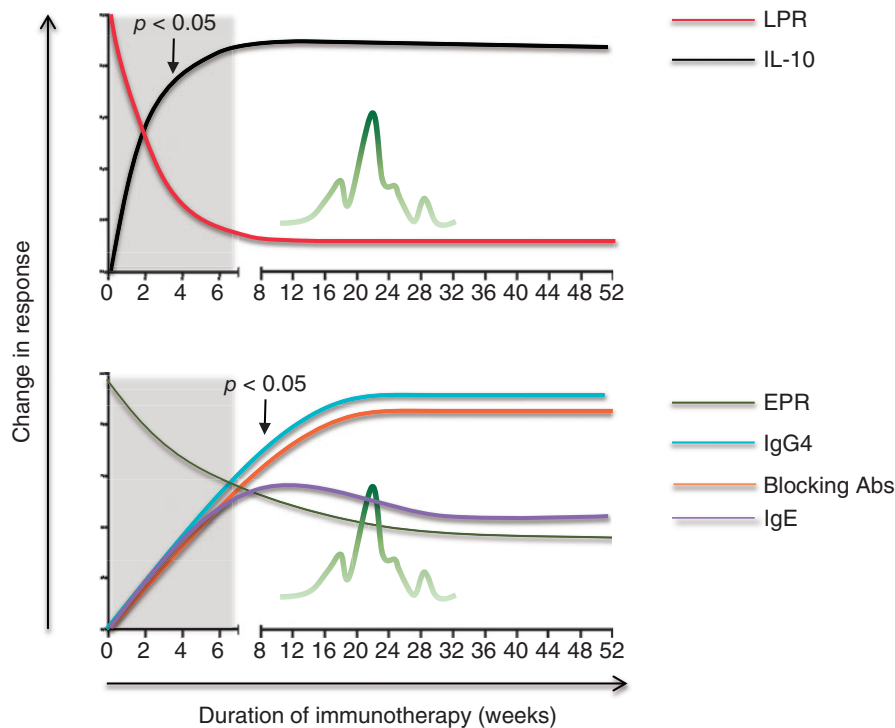 p < 0.05
LPR
IL-10
0 2 4 6 8 12 16 20 24 28 32 36 40 44 48 52
Change in response
p < 0.05
EPR
IgG4
Blocking Abs
IgE
0 2 4 6 8 12 16 20 24 28 32 36 40 44 48 52
Duration of immunotherapy (weeks)